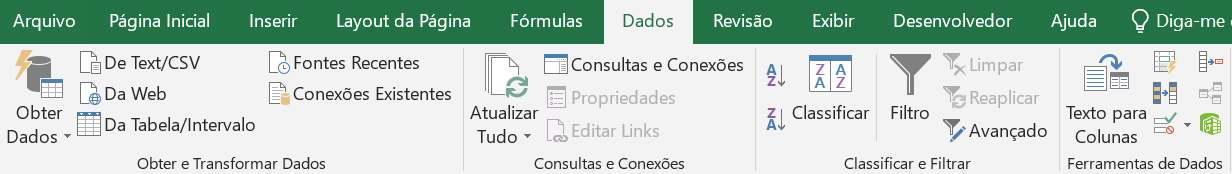 Arquivo Página Inicial Inserir Layout da Página Fórmulas Dados Revisão Exibir Desenvolvedor Ajuda Diga-me
Obter Dados
De Text/CSV
Da Web
Da Tabela/Intervalo
Fontes Recentes
Conexões Existentes
Obter e Transformar Dados
Atualizar Tudo
Consultas e Conexões
Propriedades
Editar Links
Consultas e Conexões
A Z
Z A
Z A A Z
Classificar
Filtro
Limpar
Reaplicar
Avançado
Classificar e Filtrar
Texto para Colunas
Ferramentas de Dados